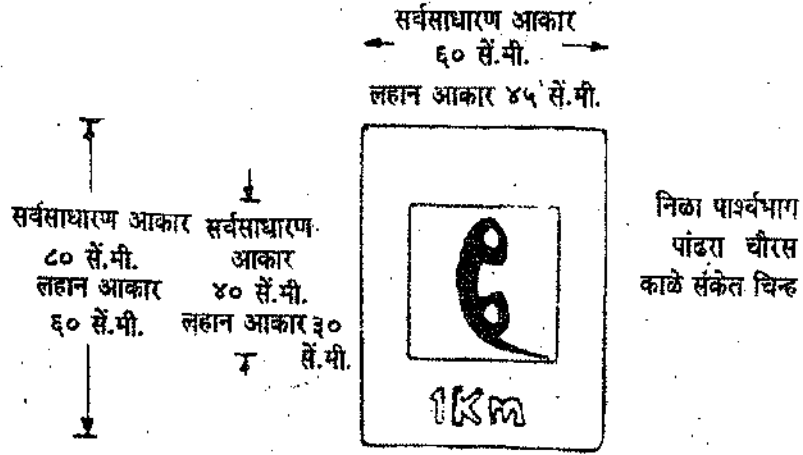 सर्वसाधारण आकार
६० सें.मी.
लहान आकार ४५ सें.मी.
सर्वसाधारण आकार
८० सें.मी.
लहान आकार
६० सें.मी.
सर्वसाधारण
आकार
४० सें.मी.
लहान आकार ३०
सें.मी.
1Km
निळा पार्श्वभाग
पांढरा चौरस
काळे संकेत चिन्ह